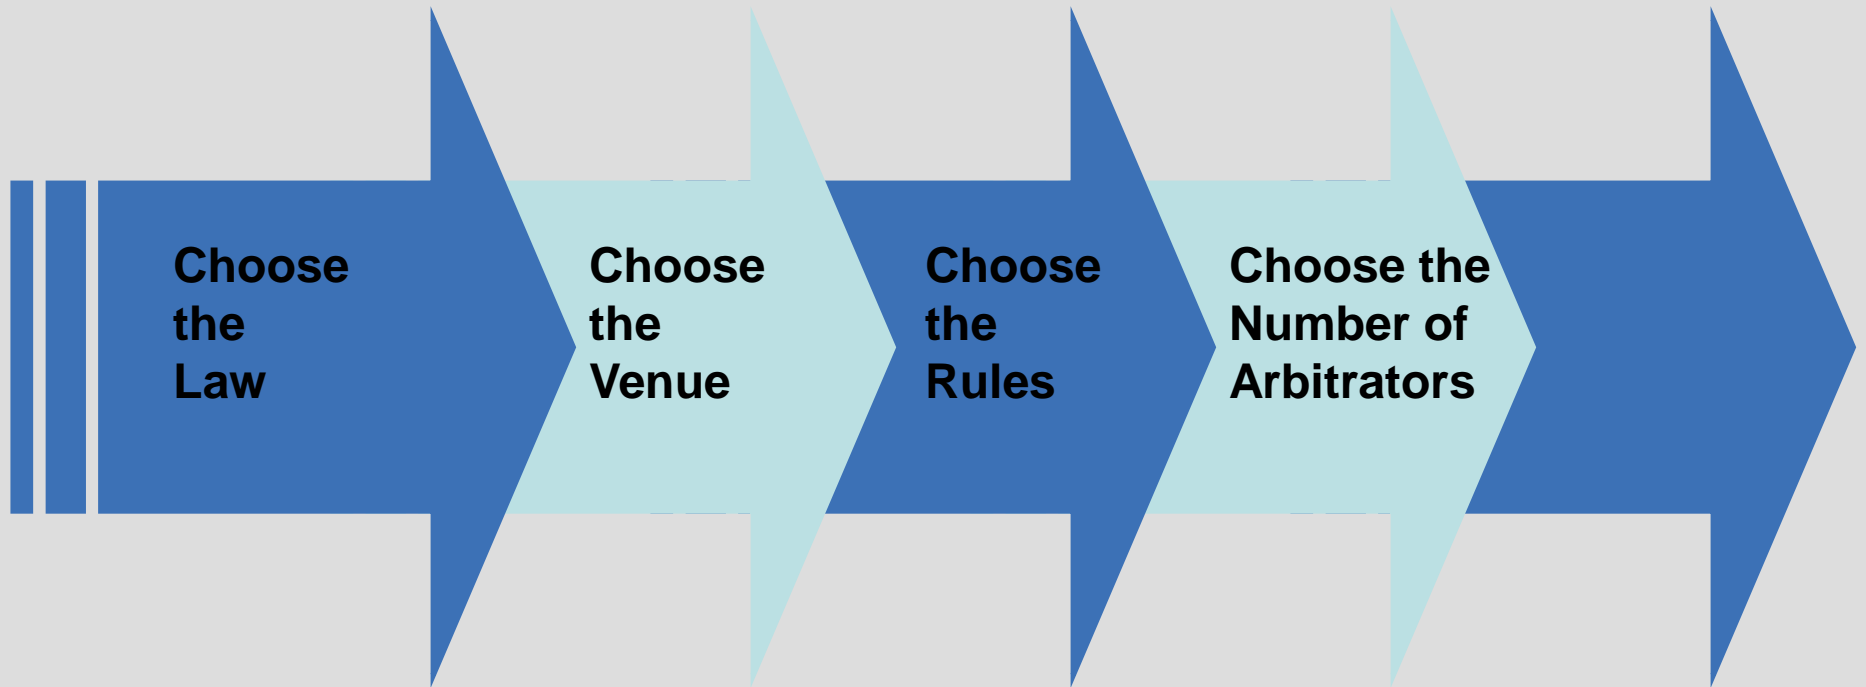 Choose
the
Law
Choose
the
Venue
Choose
the
Rules
Choose the
Number of
Arbitrators